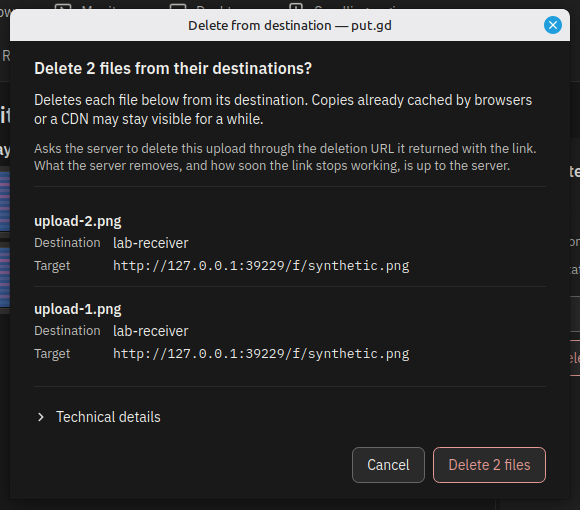 Delete from destination — put.gd
Delete 2 files from their destinations?
Deletes each file below from its destination. Copies already cached by browsers
or a CDN may stay visible for a while.
Asks the server to delete this upload through the deletion URL it returned with the link.
What the server removes, and how soon the link stops working, is up to the server.
upload-2.png
Destination lab-receiver
Target http://127.0.0.1:39229/f/synthetic.png
upload-1.png
Destination lab-receiver
Target http://127.0.0.1:39229/f/synthetic.png
Technical details
Cancel Delete 2 files